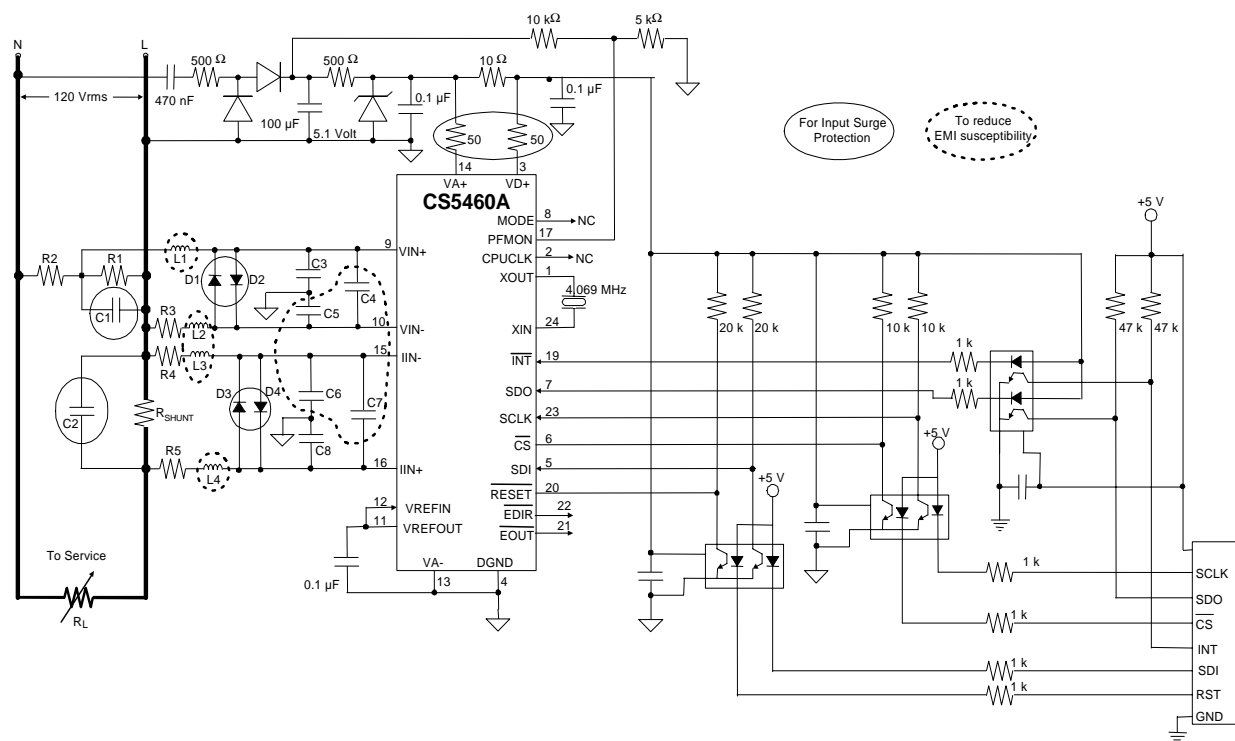 N
L
10 kΩ
5 kΩ
500 Ω
500 Ω
10 Ω
120 Vrms
470 nF
100 µF
5.1 Volt
0.1 µF
0.1 µF
50
50
For Input Surge
Protection
To reduce
EMI susceptibility
14
3
VA+
VD+
CS5460A
MODE
8
NC
PFMON
17
CPUCLK
2
NC
XOUT
1
4.069 MHz
XIN
24
INT
19
SDO
7
SCLK
23
CS
6
SDI
5
RESET
20
EDIR
22
EOUT
21
9
VIN+
10
VIN-
15
IIN-
16
IIN+
12
VREFIN
11
VREFOUT
VA-
DGND
13
4
0.1 µF
R2
R1
L1
D1
D2
C3
C4
C5
C1
R3
L2
L3
R4
D3
D4
C6
C7
C2
RSHUNT
C8
R5
L4
To Service
RL
20 k
20 k
10 k
10 k
1 k
1 k
+5 V
47 k
47 k
+5 V
+5 V
1 k
1 k
1 k
1 k
SCLK
SDO
CS
INT
SDI
RST
GND